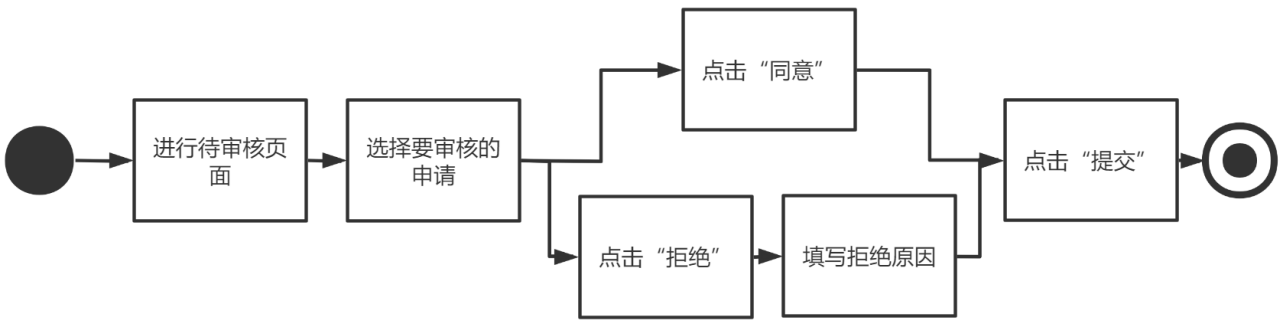 进行待审核页
面
选择要审核的
申请
点击“同意”
点击“拒绝”
填写拒绝原因
点击“提交”